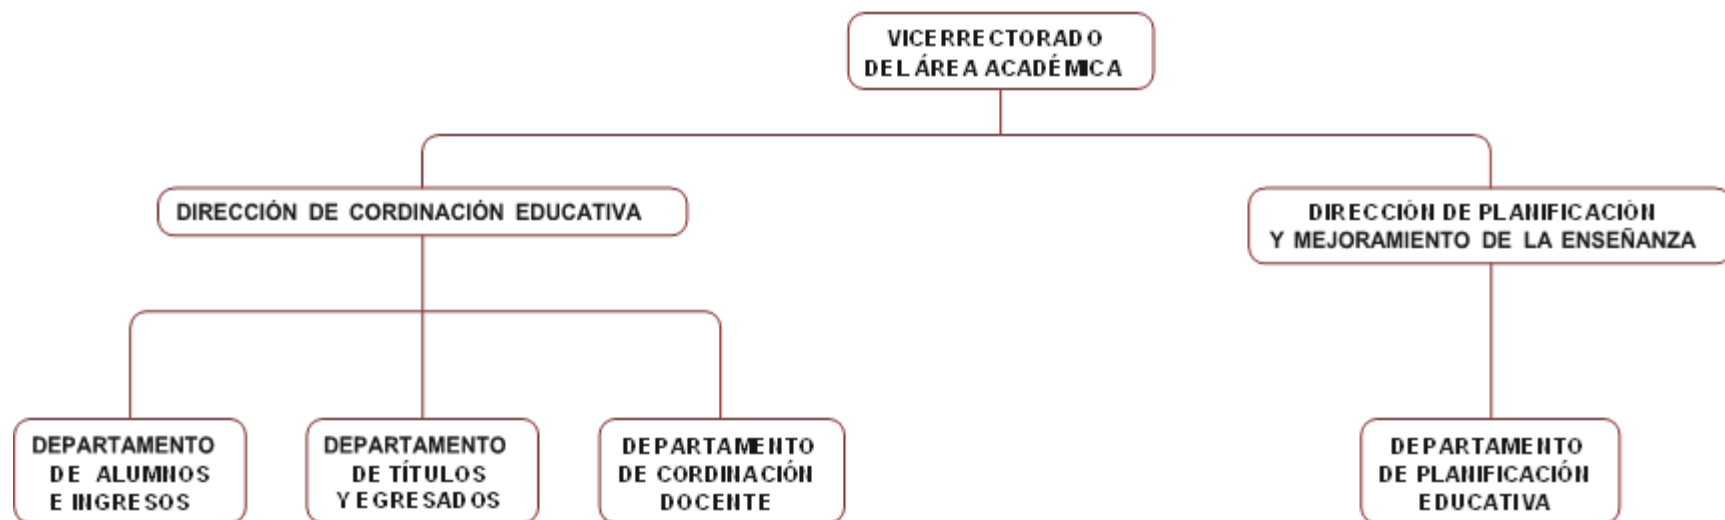 VICERRECTORADO
DEL ÁREA ACADÉMICA
DIRECCIÓN DE CORDINACIÓN EDUCATIVA
DIRECCIÓN DE PLANIFICACIÓN
Y MEJORAMIENTO DE LA ENSEÑANZA
DEPARTAMENTO
DE ALUMNOS
E INGRESOS
DEPARTAMENTO
DE TÍTULOS
Y EGRESADOS
DEPARTAMENTO
DE CORDINACIÓN
DOCENTE
DEPARTAMENTO
DE PLANIFICACIÓN
EDUCATIVA